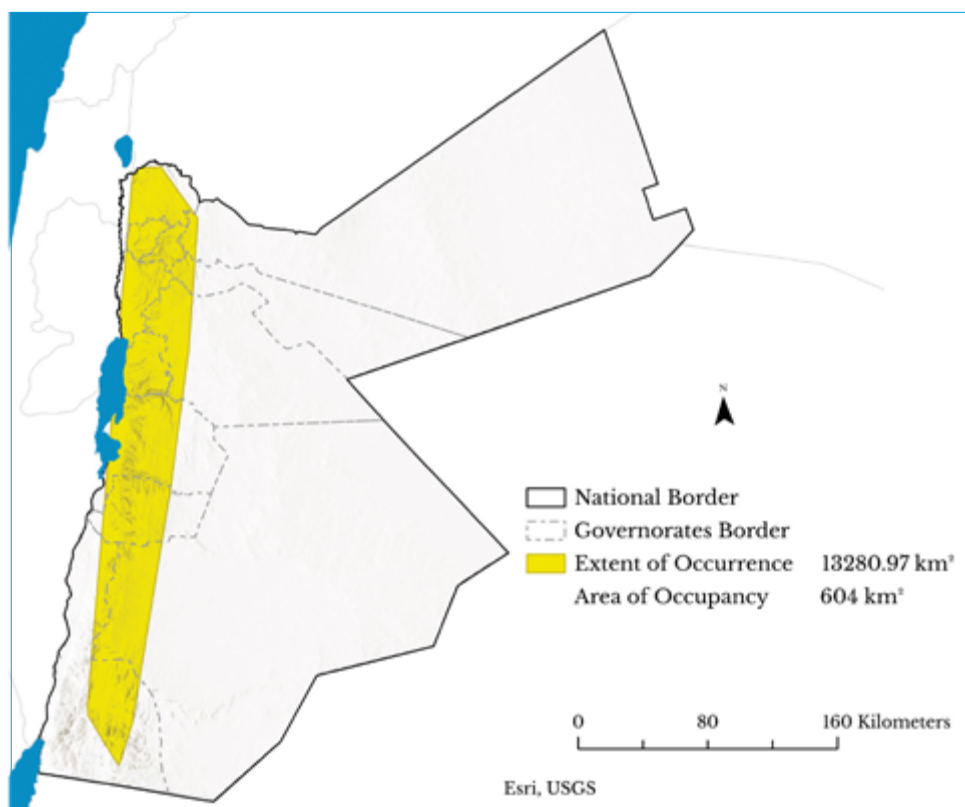 N
National Border
Governorates Border
Extent of Occurrence 13280.97 km²
Area of Occupancy 604 km²
0 80 160 Kilometers
Esri, USGS